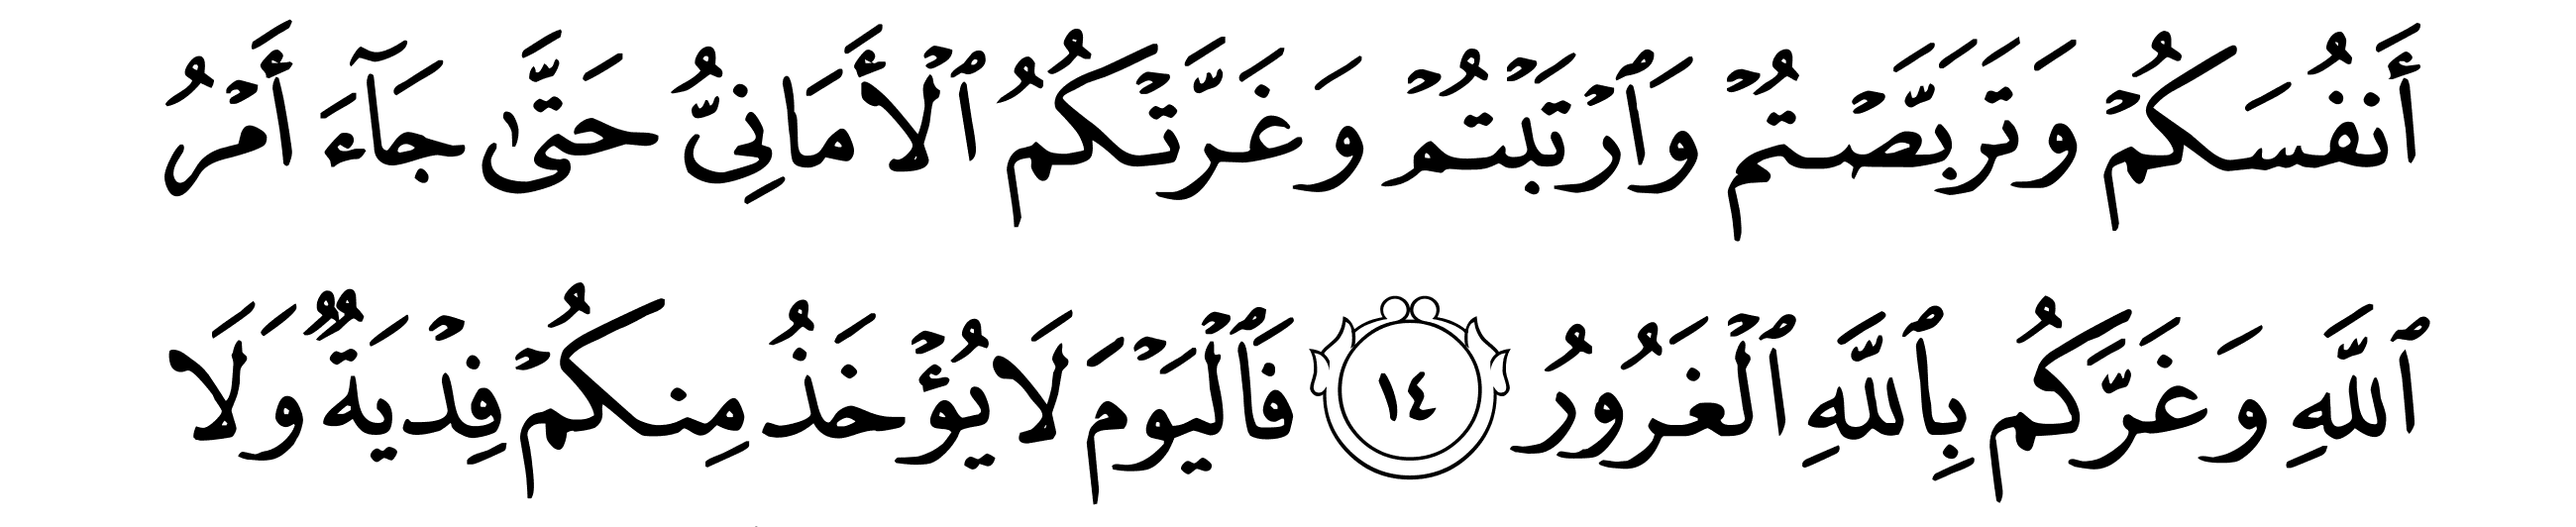 أَنفُسَكُمۡ وَتَرَبَّصۡتُمۡ وَٱرۡتَبۡتُمۡ وَغَرَّتۡكُمُ ٱلۡأَمَانِيُّ حَتَّىٰ جَآءَ أَمۡرُ
ٱللَّهِ وَغَرَّكُم بِٱللَّهِ ٱلۡغَرُورُ ١٤ فَٱلۡيَوۡمَ لَا يُؤۡخَذُ مِنكُمۡ فِدۡيَةٞ وَلَا